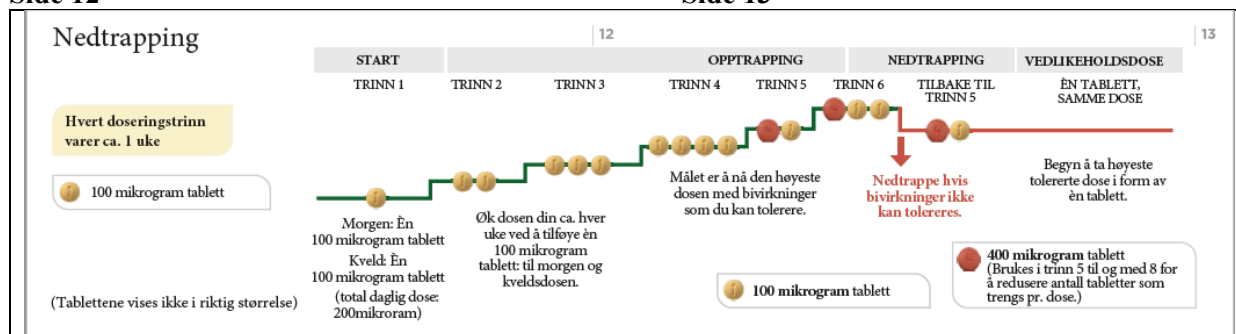 Side 12
Side 13
Nedtrapping
12
13
START
OPPTRAPPING
NEDTRAPPING
VEDLIKEHOLDSDOSE
TRINN 1
TRINN 2
TRINN 3
TRINN 4
TRINN 5
TRINN 6
TILBAKE TIL
TRINN 5
ÈN TABLETT,
SAMME DOSE
Hvert doseringstrinn
varer ca. 1 uke
100 mikrogram tablett
Morgen: Èn
100 mikrogram tablett
Kveld: Èn
100 mikrogram tablett
(total daglig dose:
200mikroram)
Øk dosen din ca. hver
uke ved å tilføye èn
100 mikrogram
tablett: til morgen og
kveldsdosen.
Målet er å nå den høyeste
dosen med bivirkninger
som du kan tolerere.
Nedtrappe hvis
bivirkninger ikke
kan tolereres.
Begyn å ta høyeste
tolererte dose i form av
èn tablett.
(Tablettene vises ikke i riktig størrelse)
100 mikrogram tablett
400 mikrogram tablett
(Brukes i trinn 5 til og med 8 for
å redusere antall tabletter som
trengs pr. dose.)